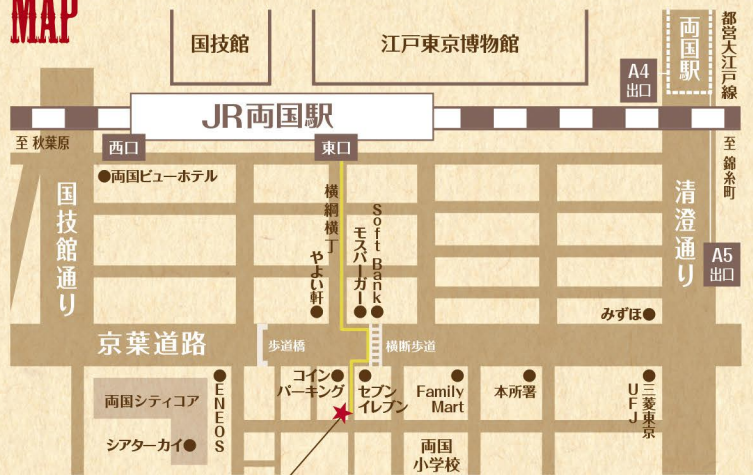 MAP
国技館
江戸東京博物館
両国駅
都営大江戸線
A4
出口
JR両国駅
至 秋葉原
西口
東口
至 錦糸町
両国ビューホテル
国技館通り
横綱横丁
やよい軒
モスバーガー
Soft Bank
清澄通り
A5
出口
みずほ
京葉道路
歩道橋
横断歩道
両国シティコア
シアターカイ
ENEOS
コイン
パーキング
セブン
イレブン
Family
Mart
本所署
三菱東京
UFJ
両国
小学校